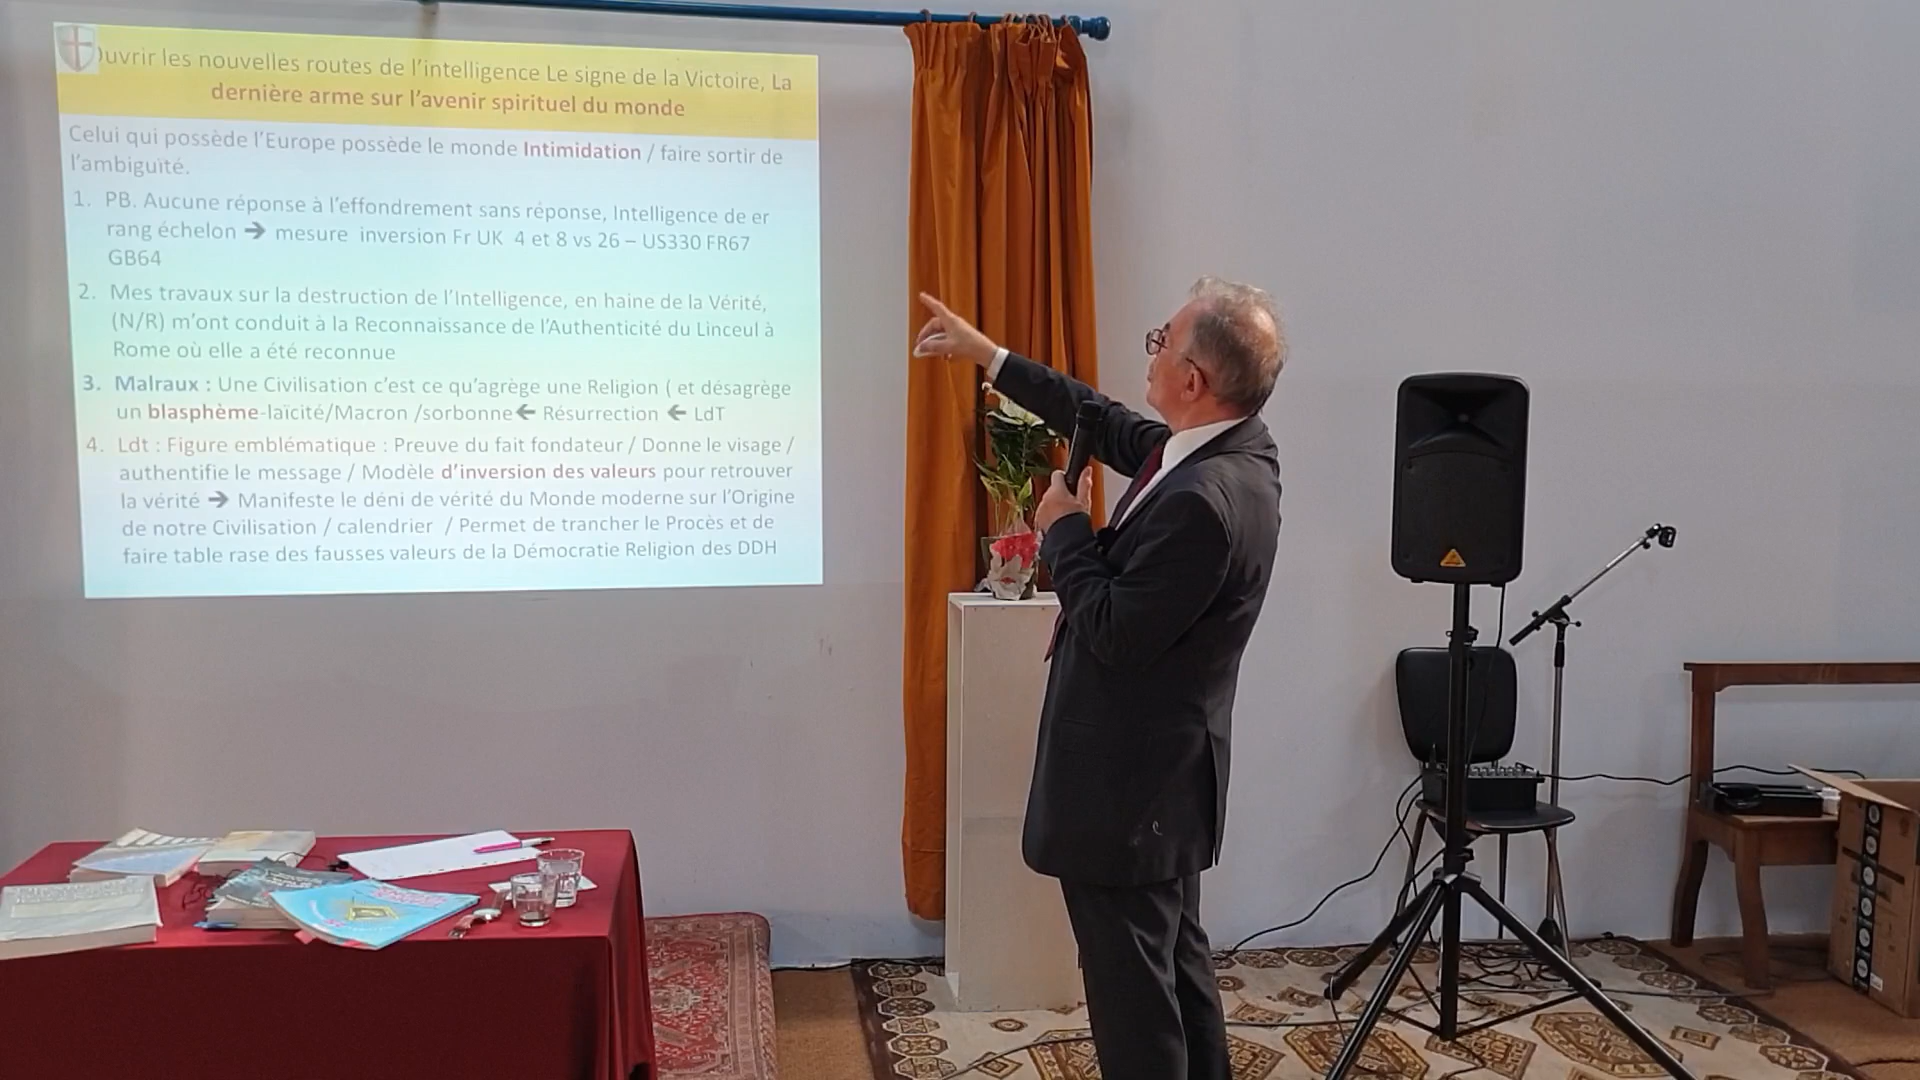 Ouvrir les nouvelles routes de l'intelligence Le signe de la Victoire, La
dernière arme sur l'avenir spirituel du monde
Celui qui possède l'Europe possède le monde Intimidation / faire sortir de
l'ambiguïté.
1. PB. Aucune réponse à l'effondrement sans réponse, Intelligence de er
rang échelon → mesure inversion Fr UK 4 et 8 vs 26 – US330 FR67
GB64
2. Mes travaux sur la destruction de l'Intelligence, en haine de la Vérité,
(N/R) m'ont conduit à la Reconnaissance de l'Authenticité du Linceul à
Rome où elle a été reconnue
3. Malraux : Une Civilisation c'est ce qu'agrège une Religion ( et désagrège
un blasphème-laïcité/Macron /sorbonne← Résurrection ← LdT
4. Ldt : Figure emblématique : Preuve du fait fondateur / Donne le visage /
authentifie le message / Modèle d'inversion des valeurs pour retrouver
la vérité → Manifeste le déni de vérité du Monde moderne sur l'Origine
de notre Civilisation / calendrier / Permet de trancher le Procès et de
faire table rase des fausses valeurs de la Démocratie Religion des DDH